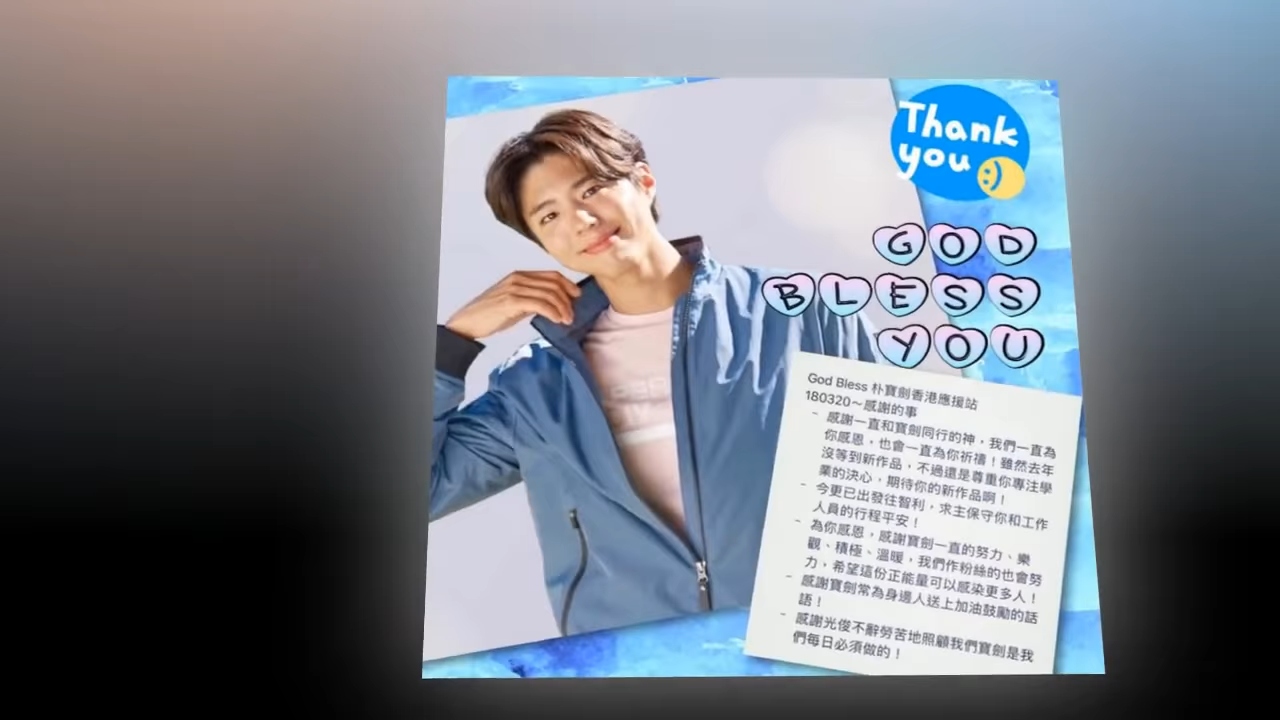 Thank
you
GOD
BLESS
YOU
God Bless 朴寶劍香港應援站
180320～感謝的事
- 感謝一直和寶劍同行的神，我們一直為
你感恩，也會一直為你祈禱！雖然去年
沒等到新作品，不過還是尊重你專注學
業的決心，期待你的新作品啊！
- 今更已出發往智利，求主保守你和工作
人員的行程平安！
- 為你感恩，感謝寶劍一直的努力、樂
觀、積極、溫暖，我們作粉絲的也會努
力，希望這份正能量可以感染更多人！
- 感謝寶劍常為身邊人送上加油鼓勵的話
語！
- 感謝光俊不辭勞苦地照顧我們寶劍是我
們每日必須做的！